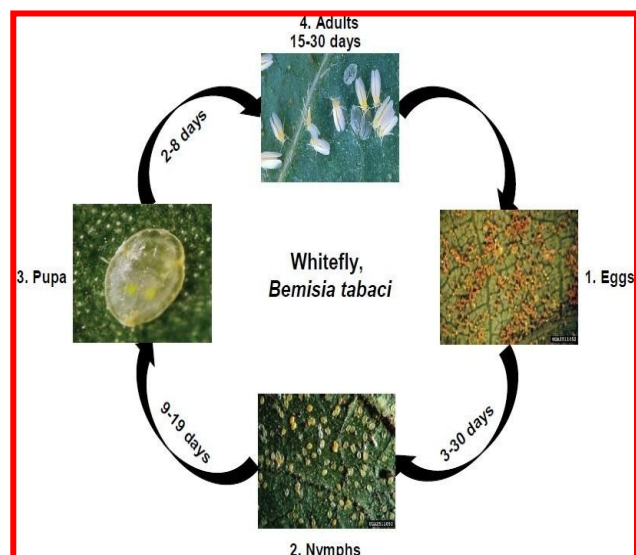 4. Adults
15-30 days
2-8 days
3. Pupa
Whitefly,
Bemisia tabaci
1. Eggs
9-19 days
3-30 days
2. Nymphs